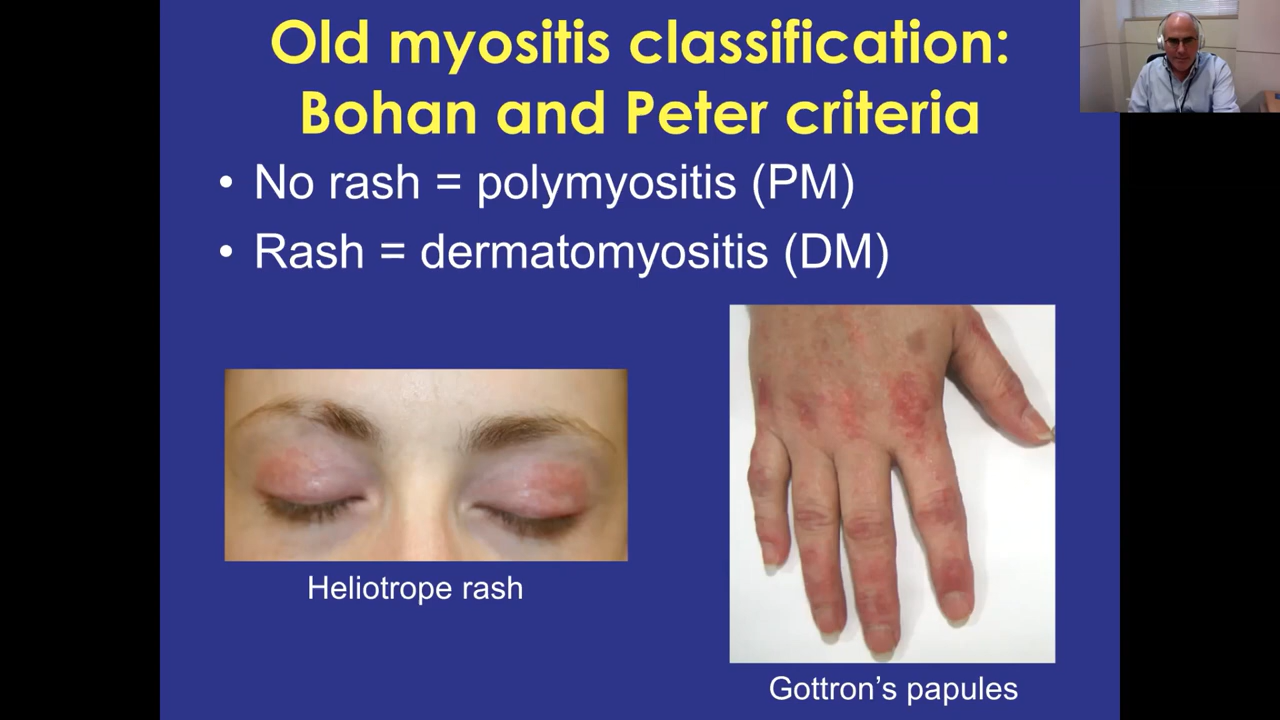 Old myositis classification:
Bohan and Peter criteria
• No rash = polymyositis (PM)
• Rash = dermatomyositis (DM)
Heliotrope rash
Gottron’s papules